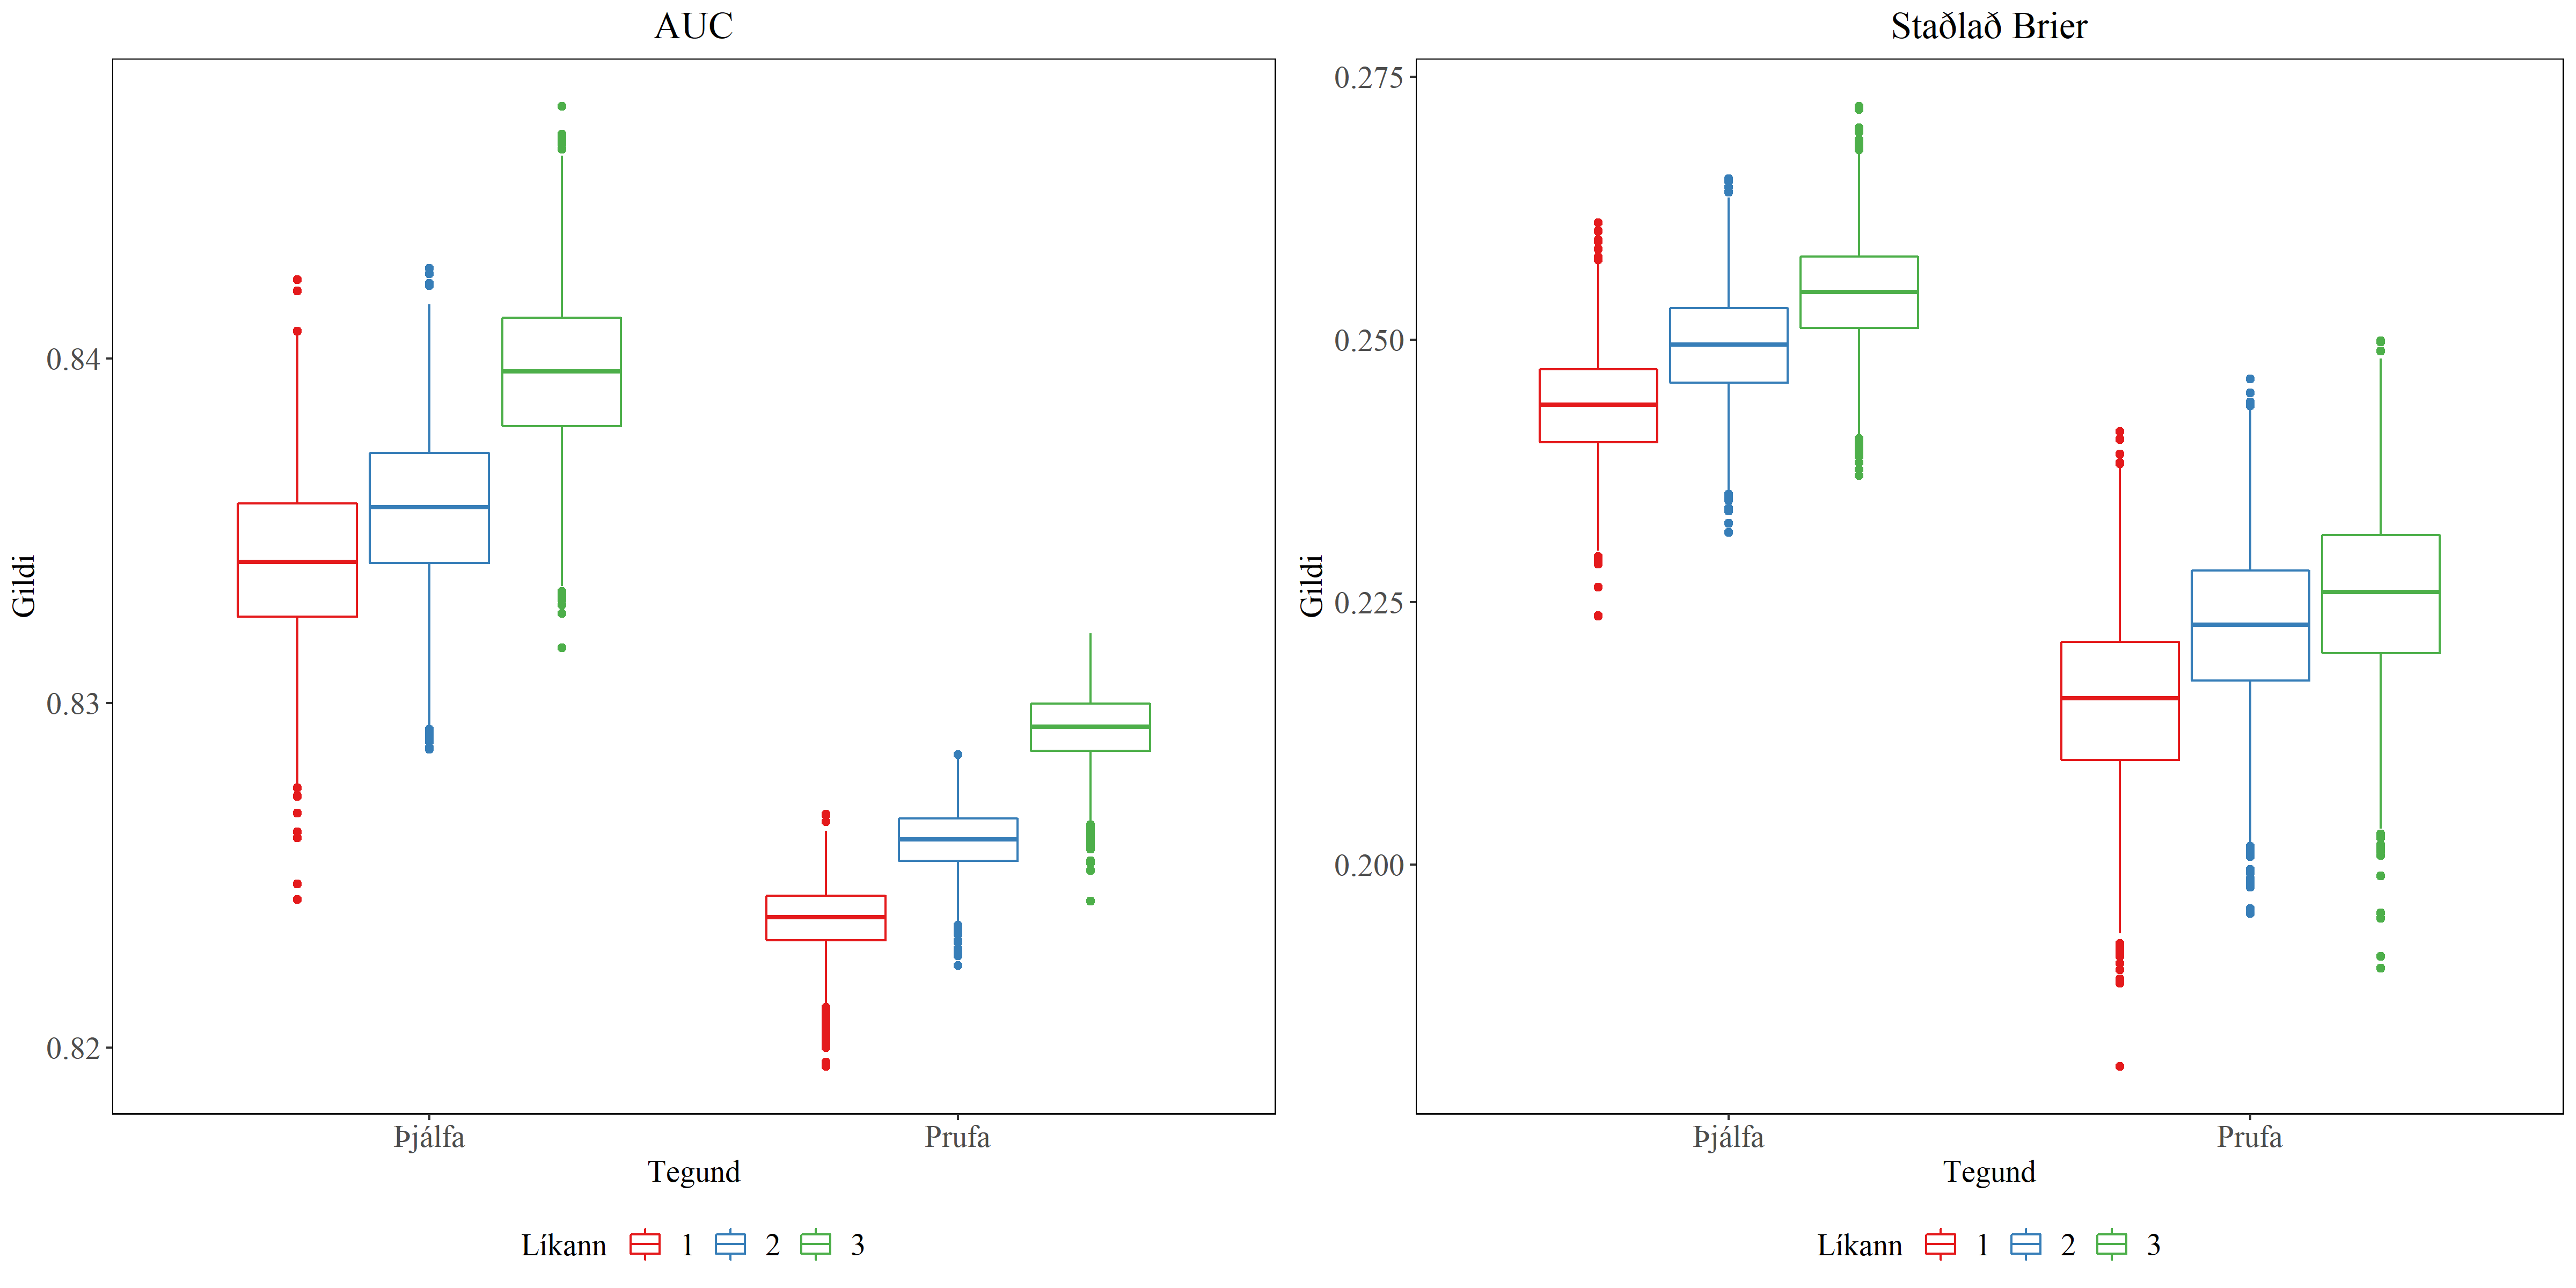 AUC
0.84
0.83
0.82
Gildi
Þjálfa
Prufa
Tegund
Líkann 1 2 3
Staðlað Brier
0.275
0.250
0.225
0.200
Gildi
Þjálfa
Prufa
Tegund
Líkann 1 2 3